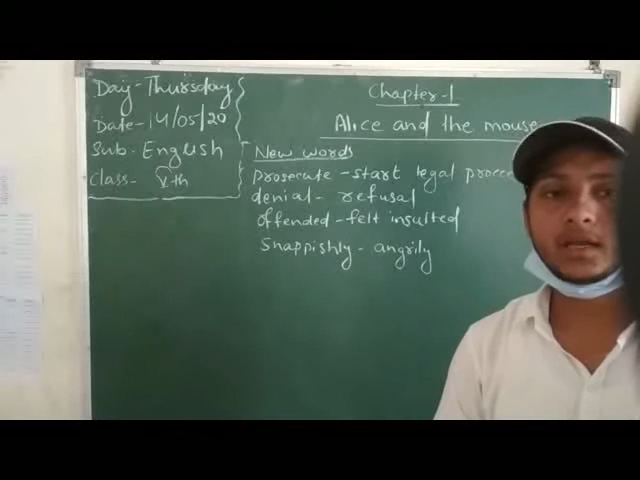 Day- Thursday
Date- 14/05/20
Sub- English
Class- Vth
Chapter-1
Alice and the mouse
New words
prosecute - start legal
denial - refusal
Offended - felt insulted
Snappishly - angrily